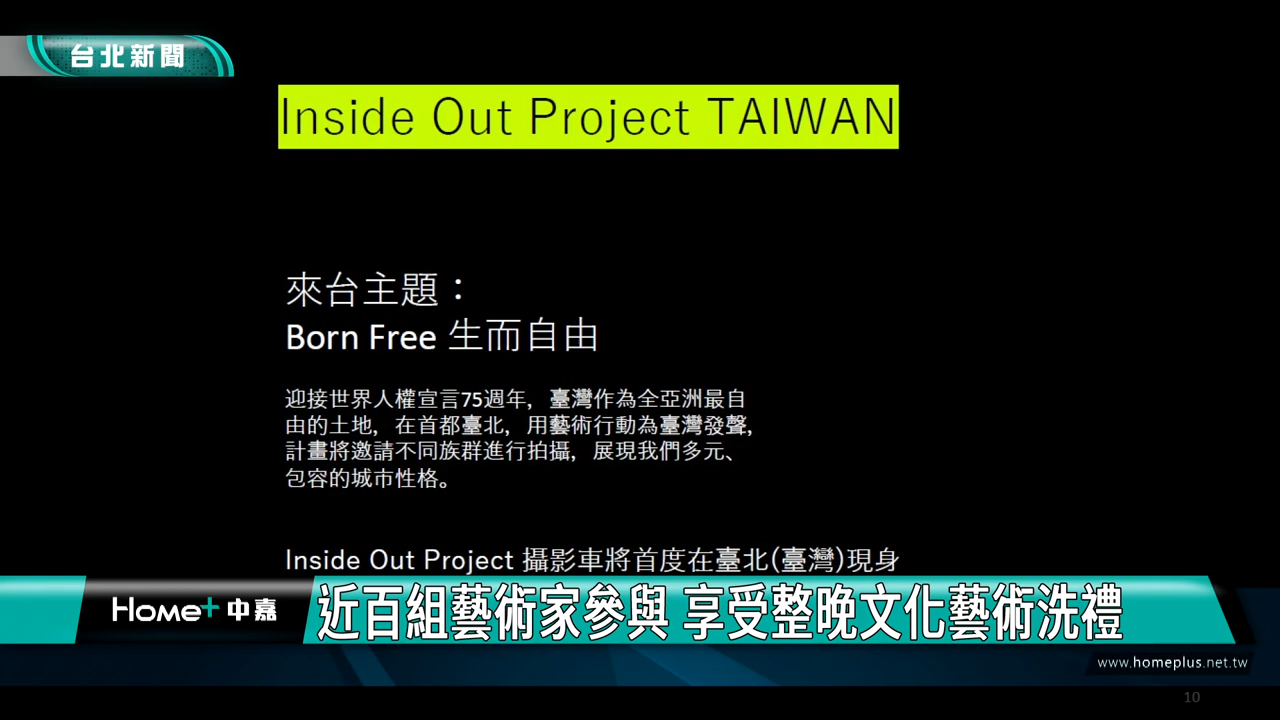 台北新聞
Inside Out Project TAIWAN
來台主題：
Born Free 生而自由
迎接世界人權宣言75週年，臺灣作為全亞洲最自
由的土地，在首都臺北，用藝術行動為臺灣發聲，
計畫將邀請不同族群進行拍攝，展現我們多元、
包容的城市性格。
Inside Out Project 攝影車將首度在臺北(臺灣)現身
Home+ 中嘉
近百組藝術家參與 享受整晚文化藝術洗禮
www.homeplus.net.tw
10